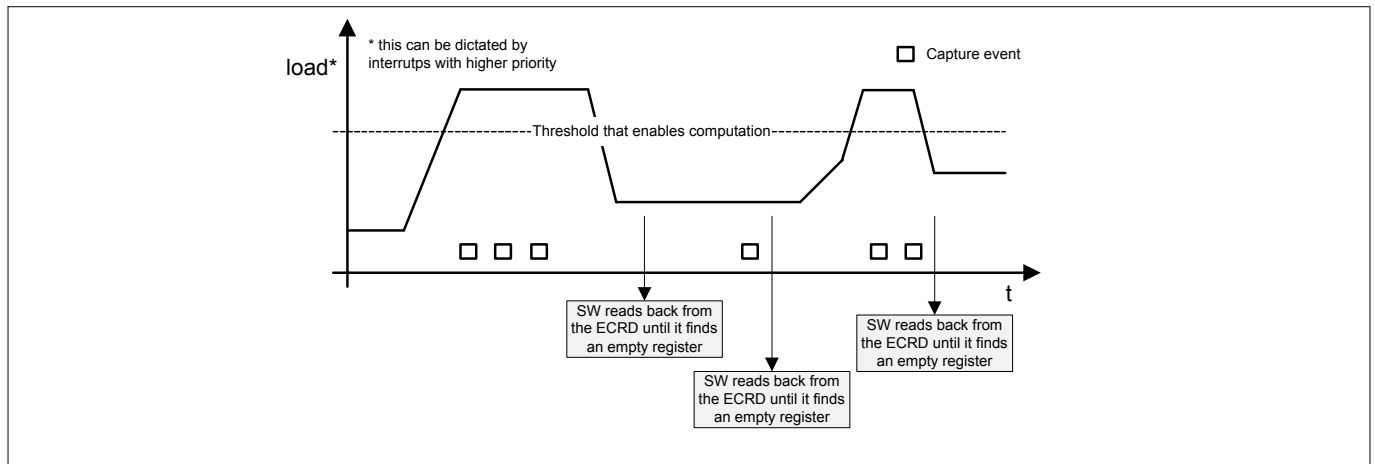 * this can be dictated by
interrutps with higher priority
load*
Capture event
Threshold that enables computation
t
SW reads back from
the ECRD until it finds
an empty register
SW reads back from
the ECRD until it finds
an empty register
SW reads back from
the ECRD until it finds
an empty register